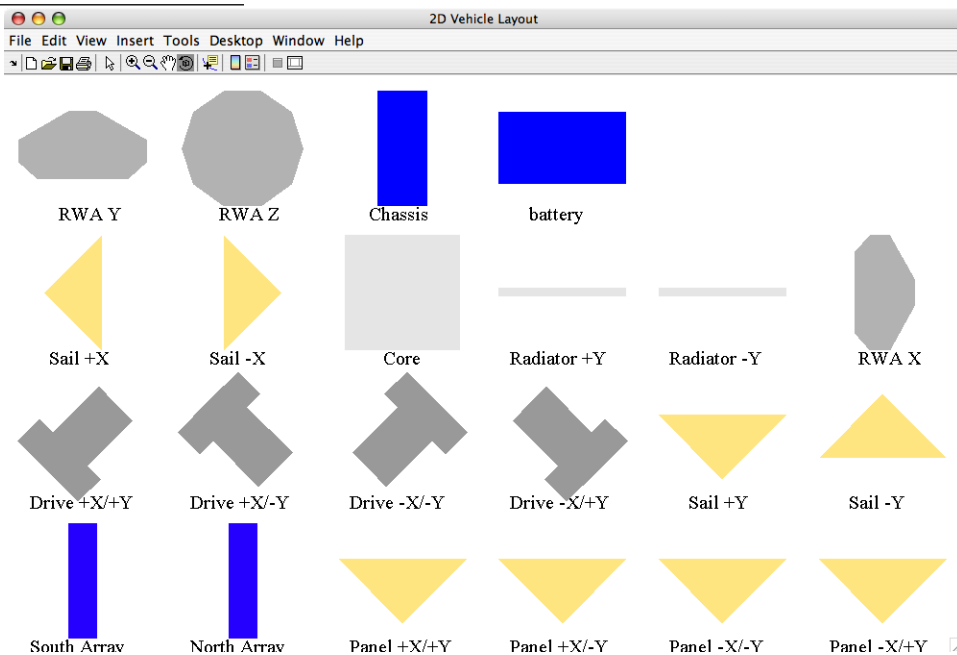 2D Vehicle Layout
File Edit View Insert Tools Desktop Window Help
RWA Y RWA Z Chassis battery
Sail +X Sail -X Core Radiator +Y Radiator -Y RWA X
Drive +X/+Y Drive +X/-Y Drive -X/-Y Drive -X/+Y Sail +Y Sail -Y
South Array North Array Panel +X/+Y Panel +X/-Y Panel -X/-Y Panel -X/+Y